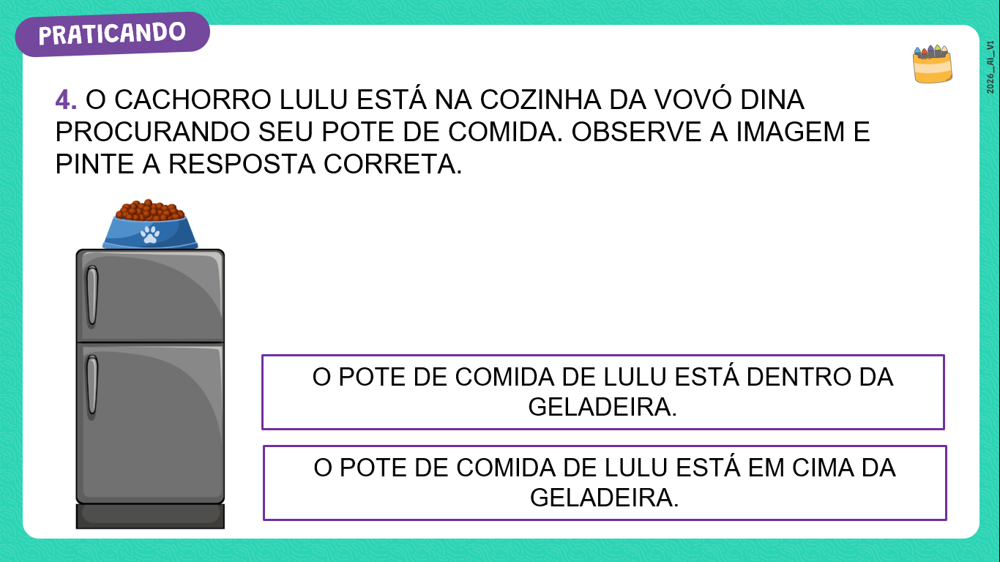 PRATICANDO
2026_AI_V1
4. O CACHORRO LULU ESTÁ NA COZINHA DA VOVÓ DINA
PROCURANDO SEU POTE DE COMIDA. OBSERVE A IMAGEM E
PINTE A RESPOSTA CORRETA.
O POTE DE COMIDA DE LULU ESTÁ DENTRO DA
GELADEIRA.
O POTE DE COMIDA DE LULU ESTÁ EM CIMA DA
GELADEIRA.